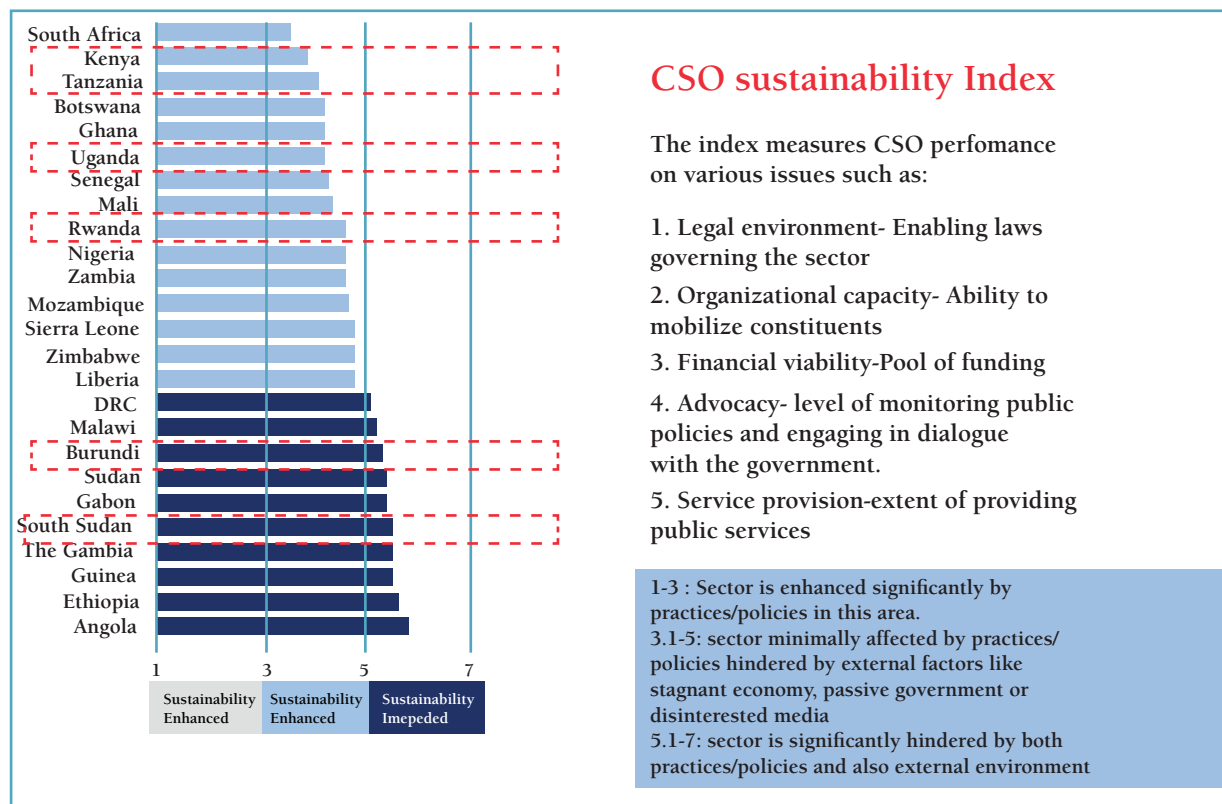 South Africa
Kenya
Tanzania
Botswana
Ghana
Uganda
Senegal
Mali
Rwanda
Nigeria
Zambia
Mozambique
Sierra Leone
Zimbabwe
Liberia
DRC
Malawi
Burundi
Sudan
Gabon
South Sudan
The Gambia
Guinea
Ethiopia
Angola
1 3 5 7
Sustainability Enhanced
Sustainability Enhanced
Sustainability Imepeded
CSO sustainability Index
The index measures CSO perfomance
on various issues such as:
1. Legal environment- Enabling laws
governing the sector
2. Organizational capacity- Ability to
mobilize constituents
3. Financial viability-Pool of funding
4. Advocacy- level of monitoring public
policies and engaging in dialogue
with the government.
5. Service provision-extent of providing
public services
1-3 : Sector is enhanced significantly by
practices/policies in this area.
3.1-5: sector minimally affected by practices/
policies hindered by external factors like
stagnant economy, passive government or
disinterested media
5.1-7: sector is significantly hindered by both
practices/policies and also external environment